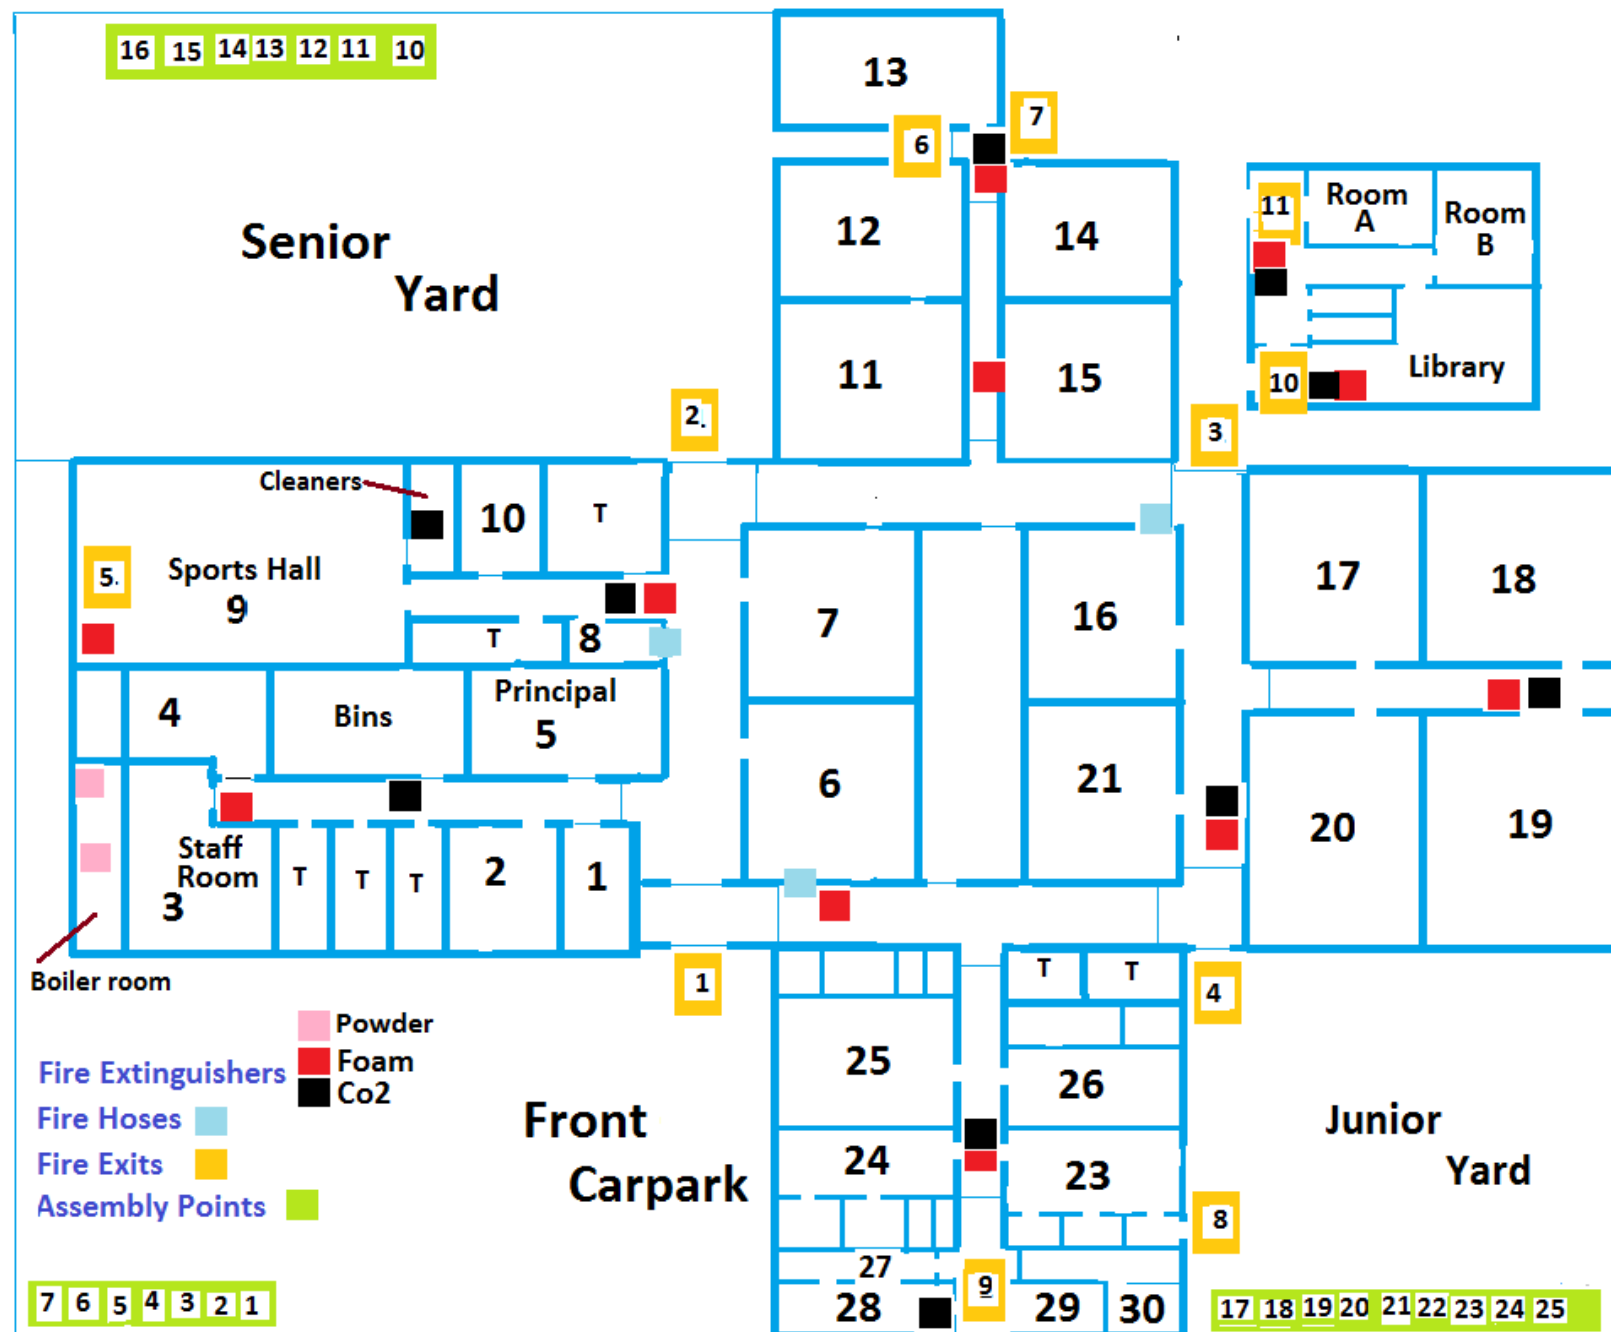 16 15 14 13 12 11 10
13
7
6
Senior
Yard
12
14
11
Room
A
Room
B
11
15
10
Library
2.
3.
Cleaners
10
T
5.
Sports Hall
9
T
8
7
16
17
18
4
Bins
Principal
5
6
21
20
19
Staff
Room
3
T
T
T
2
1
Boiler room
1
T
T
4
Powder
Foam
Co2
Fire Extinguishers
Fire Hoses
Fire Exits
Assembly Points
Front
Carpark
25
26
24
23
Junior
Yard
8
27
28
9
29
30
7 6 5 4 3 2 1
17 18 19 20 21 22 23 24 25